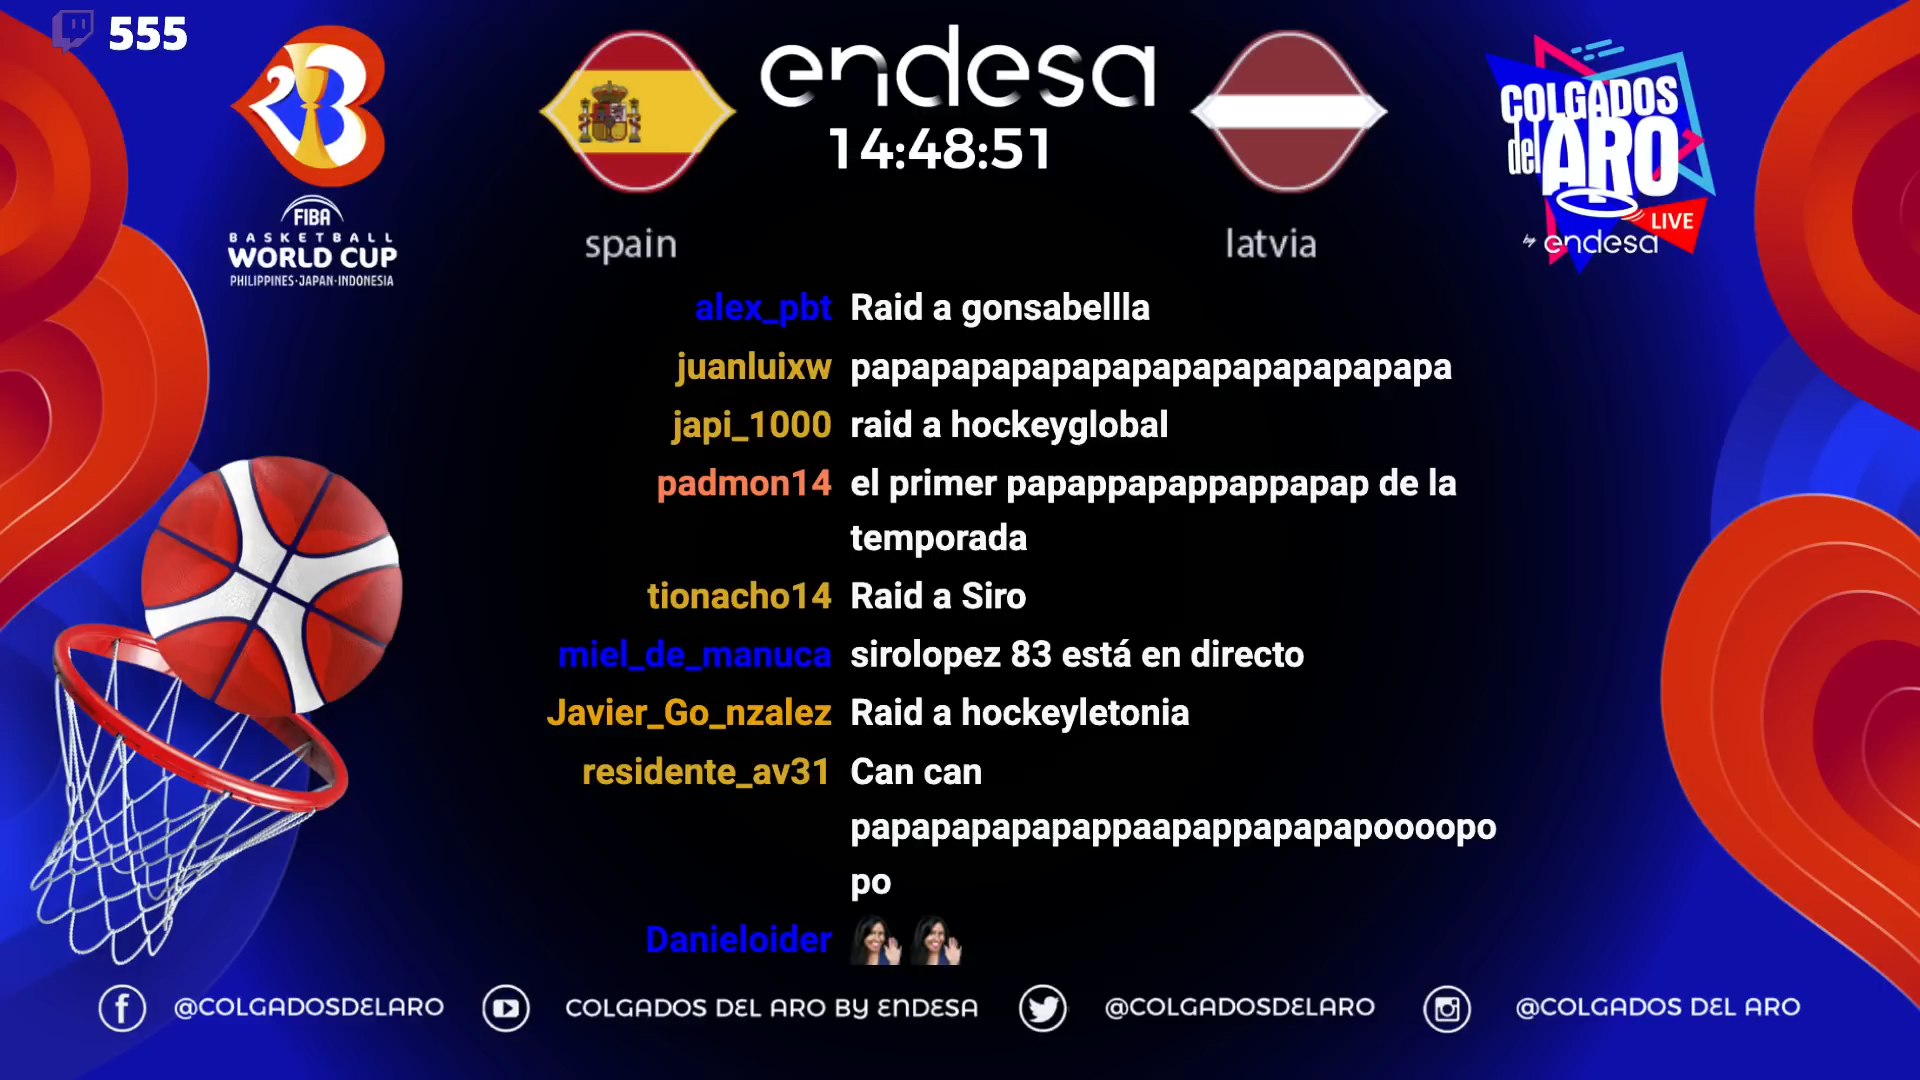 555
endesa
14:48:51
FIBA
BASKETBALL
WORLD CUP
PHILIPPINES·JAPAN·INDONESIA
spain
latvia
COLGADOS
del ARO
LIVE
by endesa
alex_pbt Raid a gonsabellla
juanluixw papapapapapapapapapapapapapapapa
japi_1000 raid a hockeyglobal
padmon14 el primer papappapappappapap de la
temporada
tionacho14 Raid a Siro
miel_de_manuca sirolopez 83 está en directo
Javier_Go_nzalez Raid a hockeyletonia
residente_av31 Can can
papapapapapappaapappapapapoooopo
po
Danieloider
@COLGADOSDELARO COLGADOS DEL ARO BY ENDESA @COLGADOSDELARO @COLGADOS DEL ARO